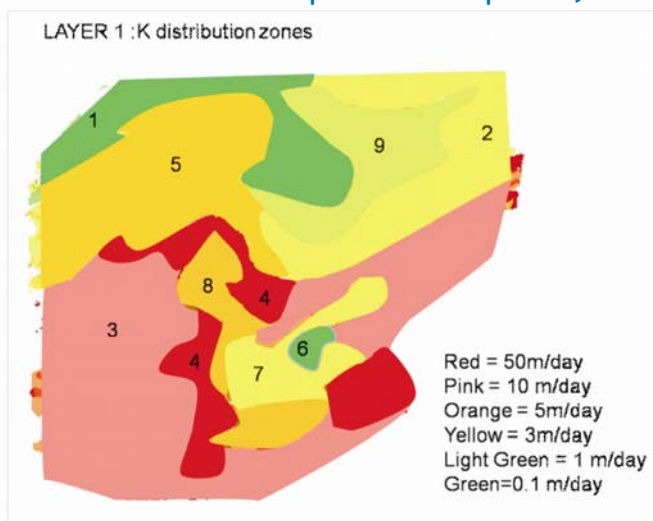 LAYER 1 :K distribution zones
1
2
9
5
8
4
3
4
6
7
Red = 50m/day
Pink = 10 m/day
Orange = 5m/day
Yellow = 3m/day
Light Green = 1 m/day
Green=0.1 m/day